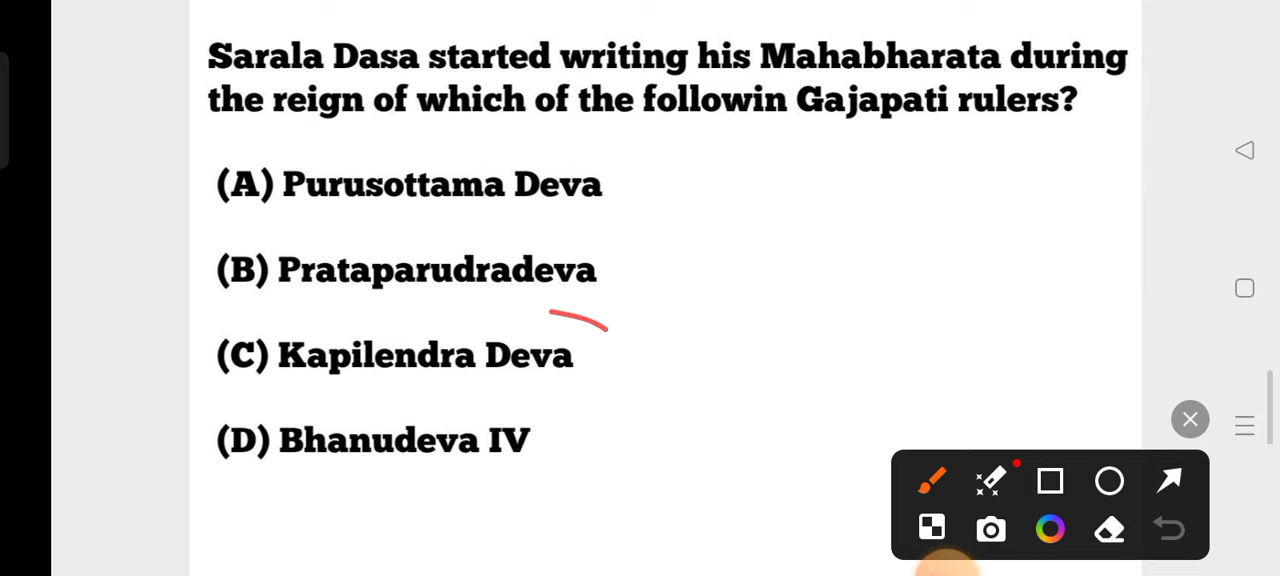 Sarala Dasa started writing his Mahabharata during
the reign of which of the followin Gajapati rulers?
(A) Purusottama Deva
(B) Prataparudradeva
(C) Kapilendra Deva
(D) Bhanudeva IV